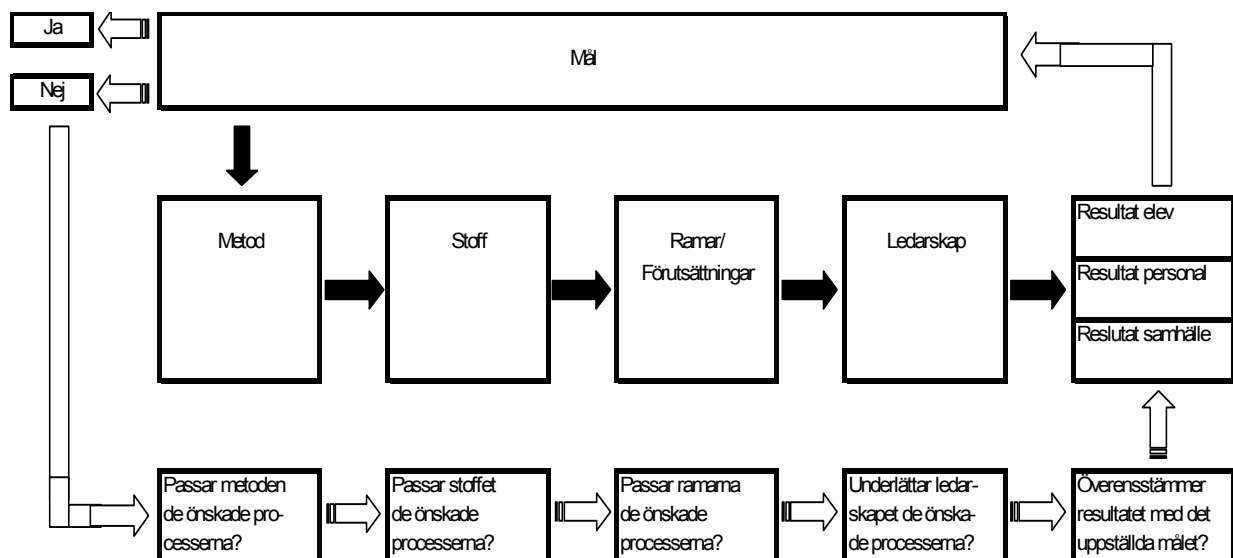 Ja
Mål
Nej
Metod
Stoff
Ramar/
Förutsättningar
Ledarskap
Resultat elev
Resultat personal
Reslutat samhälle
Passar metoden
de önskade pro-
cesserna?
Passar stoffet
de önskade
processerna?
Passar ramarna
de önskade
processerna?
Underlättar ledar-
skapet de önska-
de processerna?
Överensstämmer
resultatet med det
uppställda målet?